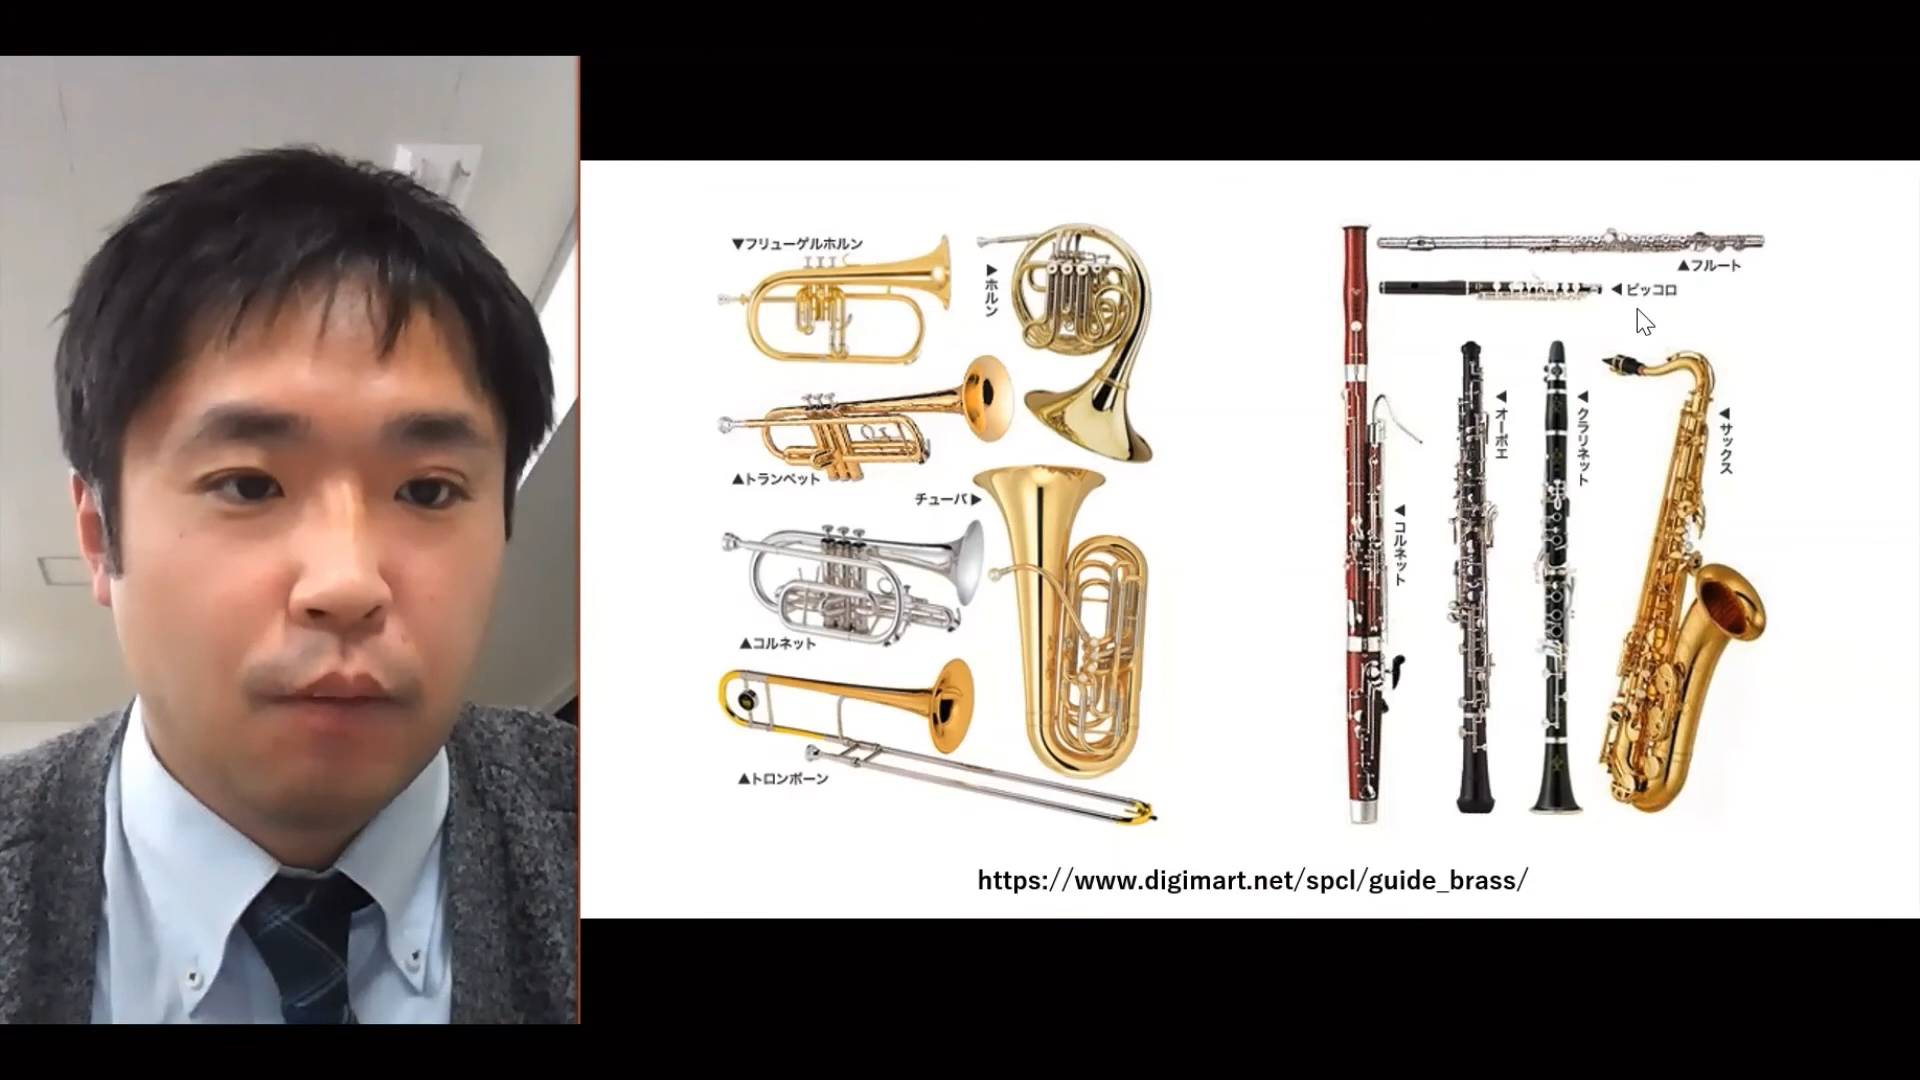 ▼フリューゲルホルン
▶ホルン
▲トランペット
チューバ▶
▲コルネット
▲トロンボーン
▲フルート
◀ピッコロ
◀コルネット
◀オーボエ
◀クラリネット
◀サックス
https://www.digimart.net/spcl/guide_brass/